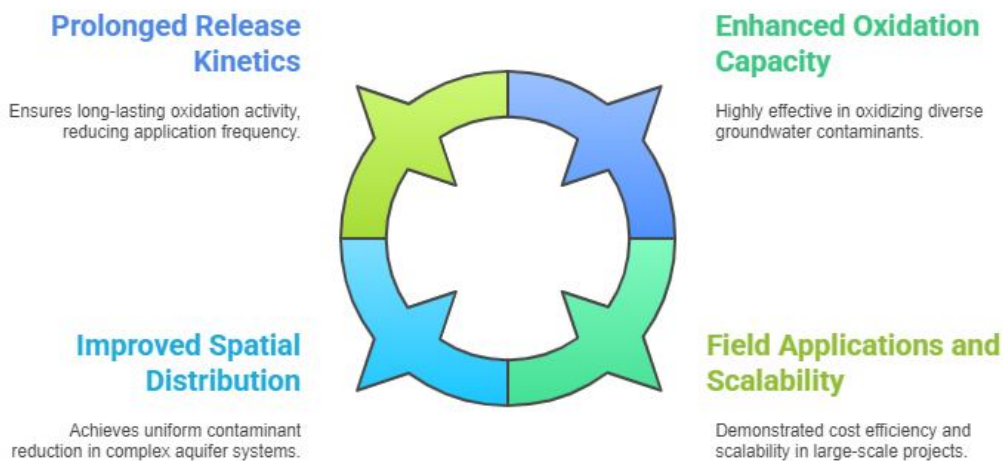 Prolonged Release
Kinetics
Ensures long-lasting oxidation activity,
reducing application frequency.
Enhanced Oxidation
Capacity
Highly effective in oxidizing diverse
groundwater contaminants.
Improved Spatial
Distribution
Achieves uniform contaminant
reduction in complex aquifer systems.
Field Applications and
Scalability
Demonstrated cost efficiency and
scalability in large-scale projects.